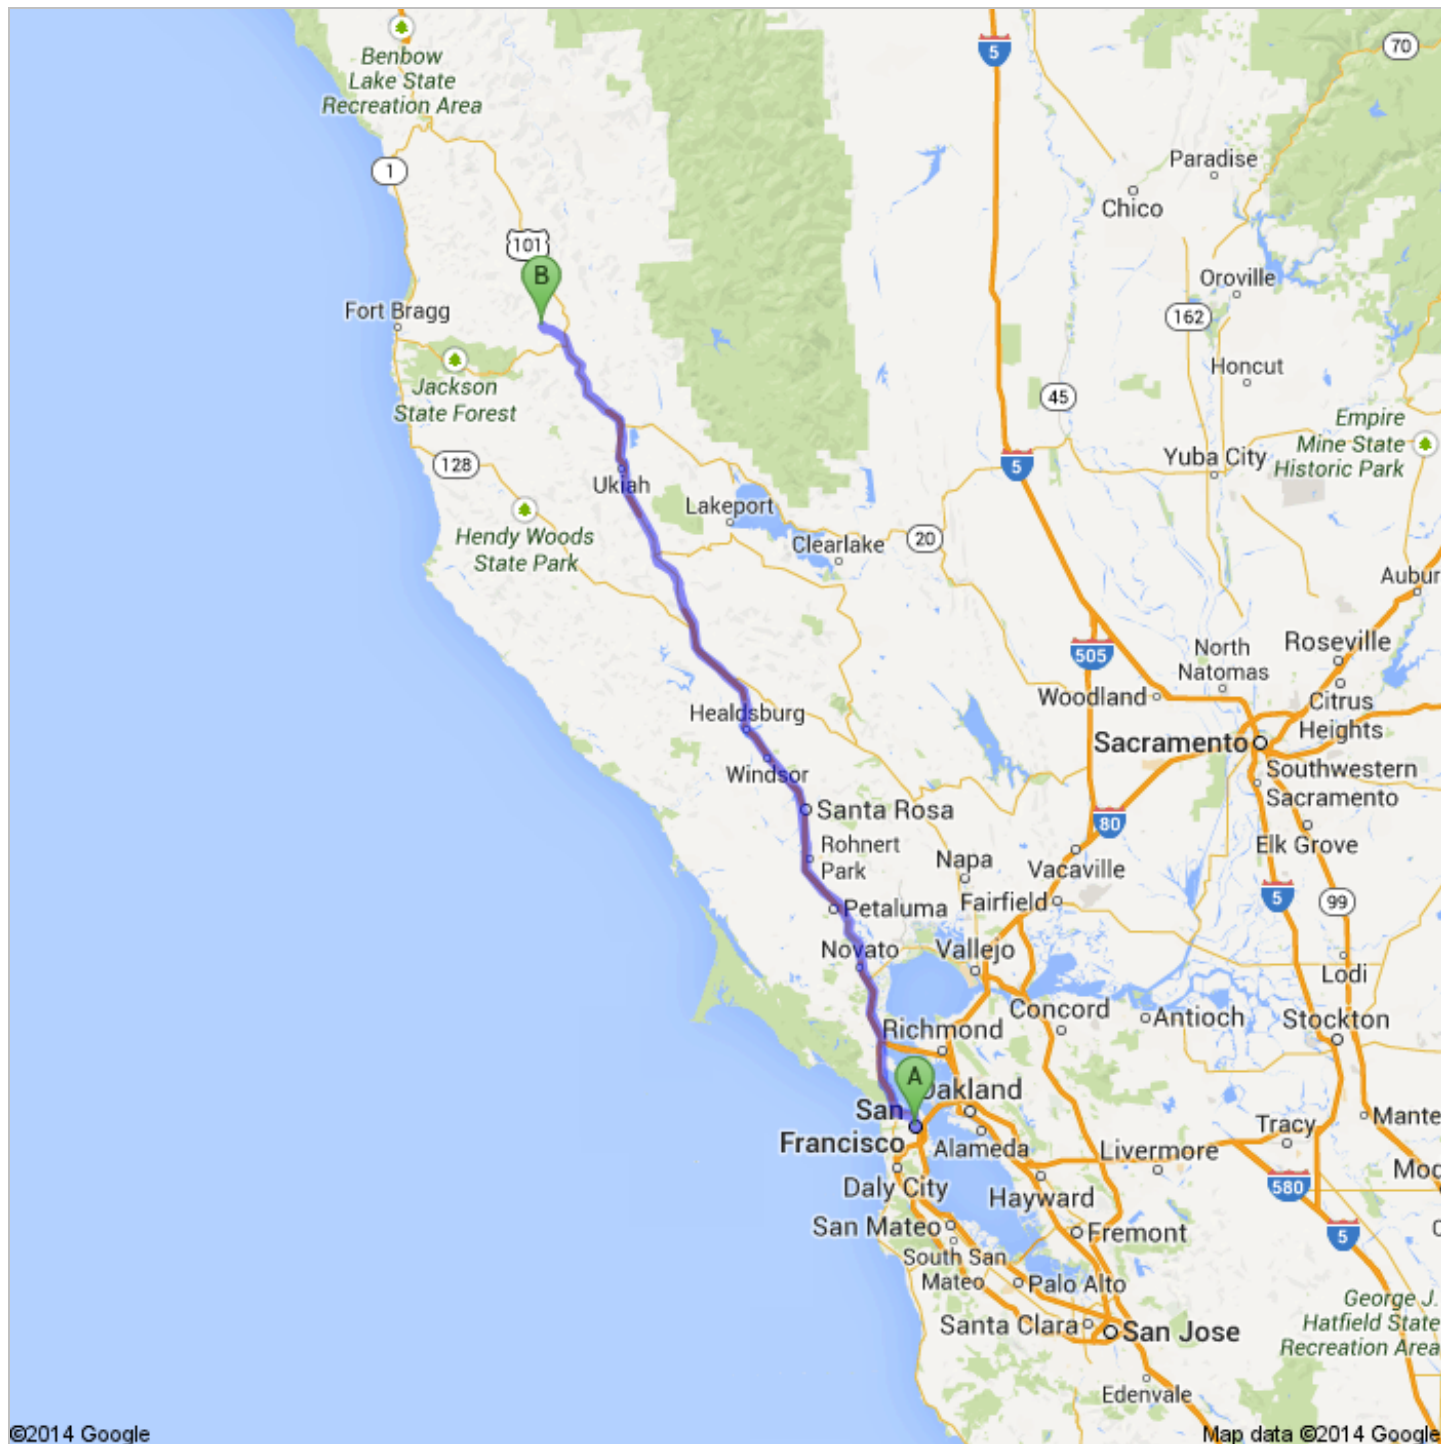 Benbow
Lake State
Recreation Area
5
70
1
Paradise
Chico
101
B
Oroville
Fort Bragg
162
Honcut
Jackson
State Forest
45
Empire
Mine State
Historic Park
128
5
Yuba City
Ukiah
Lakeport
Hendy Woods
State Park
Clearlake
20
Aubur
505
North
Natomas
Roseville
Woodland
Citrus
Heights
Healdsburg
Sacramento
Windsor
Southwestern
Sacramento
Santa Rosa
80
Elk Grove
Rohnert
Park
Napa
Vacaville
Petaluma
Fairfield
5
99
Novato
Vallejo
Lodi
Concord
Antioch
Stockton
Richmond
A
Oakland
San
Francisco
Alameda
Tracy
Mante
Livermore
Daly City
Hayward
580
Mod
San Mateo
Fremont
5
South San
Mateo
Palo Alto
George J.
Hatfield State
Recreation Area
Santa Clara
San Jose
Edenvale
©2014 Google
Map data ©2014 Google